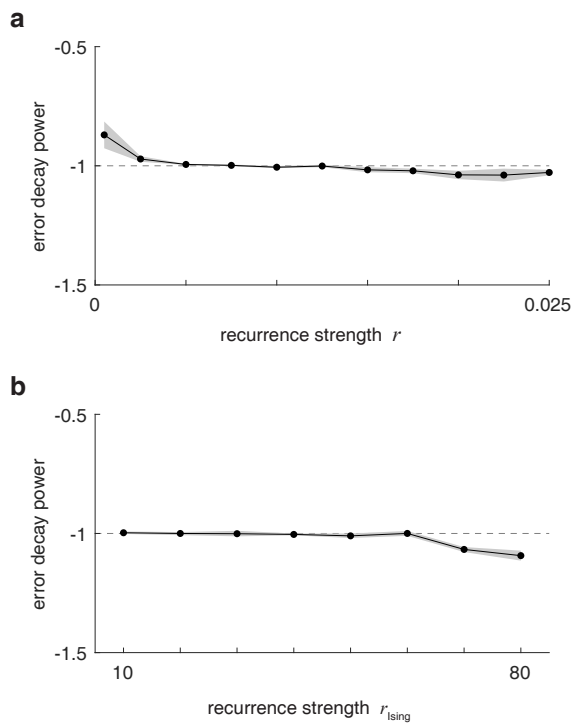 a
-0.5
-1
-1.5
error decay power
0
0.025
recurrence strength r
b
-0.5
-1
-1.5
error decay power
10
80
recurrence strength rIsing